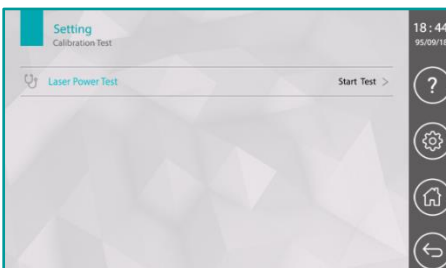 Setting
Calibration Test
Laser Power Test
Start Test >
18:44
95/09/18
?